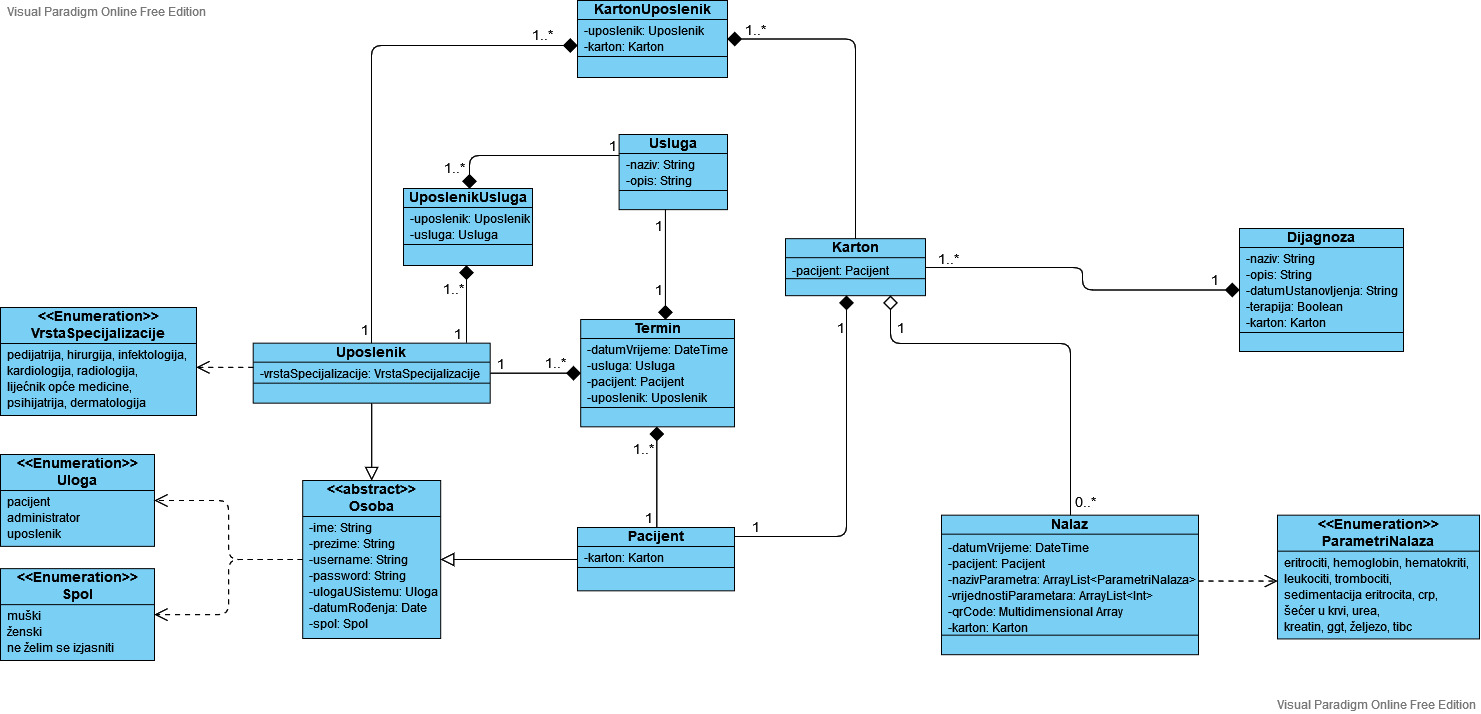 Visual Paradigm Online Free Edition
KartonUposlenik
-uposlenik: Uposlenik
-karton: Karton
1..*
1..*
Usluga
-naziv: String
-opis: String
1
1..*
UposlenikUsluga
-uposlenik: Uposlenik
-usluga: Usluga
1..*
1
1
1
1
Karton
-pacijent: Pacijent
1..*
1
1
1
Dijagnoza
-naziv: String
-opis: String
-datumUstanovljenja: String
-terapija: Boolean
-karton: Karton
<<Enumeration>>
VrstaSpecijalizacije
pedijatrija, hirurgija, infektologija,
kardiologija, radiologija,
liječnik opće medicine,
psihijatrija, dermatologija
Uposlenik
-vrstaSpecijalizacije: VrstaSpecijalizacije
1
1..*
Termin
-datumVrijeme: DateTime
-usluga: Usluga
-pacijent: Pacijent
-uposlenik: Uposlenik
1..*
1
<<Enumeration>>
Uloga
pacijent
administrator
uposlenik
<<Enumeration>>
Spol
muški
ženski
ne želim se izjasniti
<<abstract>>
Osoba
-ime: String
-prezime: String
-username: String
-password: String
-ulogaUSistemu: Uloga
-datumRođenja: Date
-spol: Spol
Pacijent
-karton: Karton
1
0..*
Nalaz
-datumVrijeme: DateTime
-pacijent: Pacijent
-nazivParametra: ArrayList<ParametriNalaza>
-vrijednostiParametara: ArrayList<Int>
-qrCode: Multidimensional Array
-karton: Karton
<<Enumeration>>
ParametriNalaza
eritrociti, hemoglobin, hematokriti,
leukociti, trombociti,
sedimentacija eritrocita, crp,
šećer u krvi, urea,
kreatin, ggt, željezo, tibc
Visual Paradigm Online Free Edition